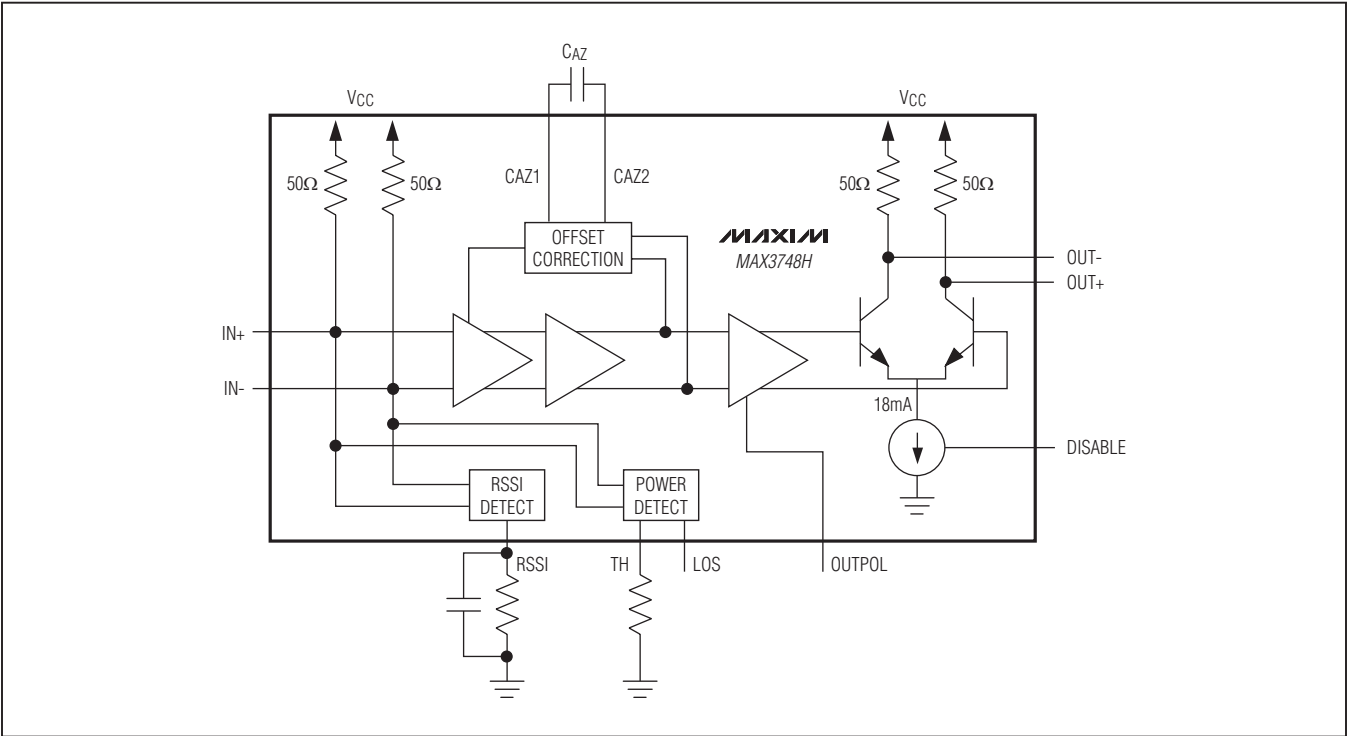 CAZ
VCC
VCC
50Ω
50Ω
CAZ1
CAZ2
50Ω
50Ω
OFFSET
CORRECTION
MAXIM
MAX3748H
OUT-
OUT+
IN+
IN-
18mA
DISABLE
RSSI
DETECT
POWER
DETECT
RSSI
TH
LOS
OUTPOL